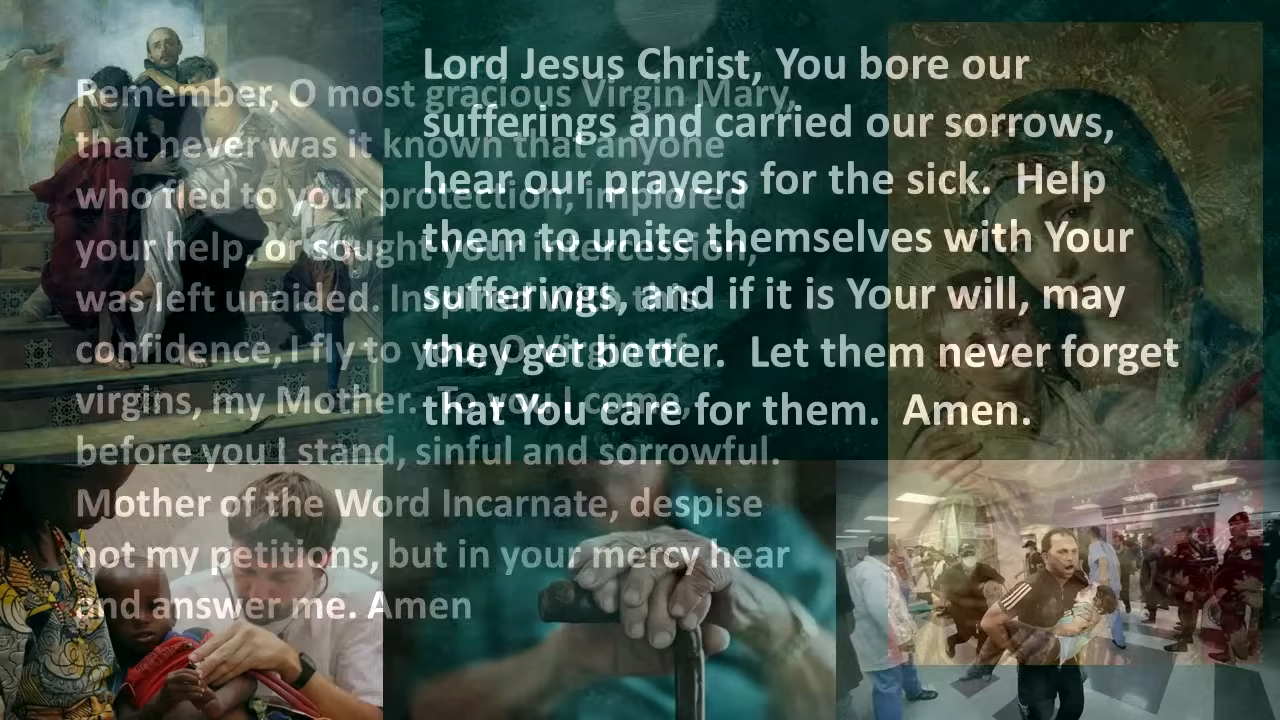 Lord Jesus Christ, You bore our
sufferings and carried our sorrows,
hear our prayers for the sick.  Help
them to unite themselves with Your
sufferings, and if it is Your will, may
they get better.  Let them never forget
that You care for them.  Amen.
Remember, O most gracious Virgin Mary,
that never was it known that anyone
who fled to your protection, implored
your help, or sought your intercession,
was left unaided. Inspired with this
confidence, I fly to you, O Virgin of
virgins, my Mother. To you I come,
before you I stand, sinful and sorrowful.
Mother of the Word Incarnate, despise
not my petitions, but in your mercy hear
and answer me. Amen